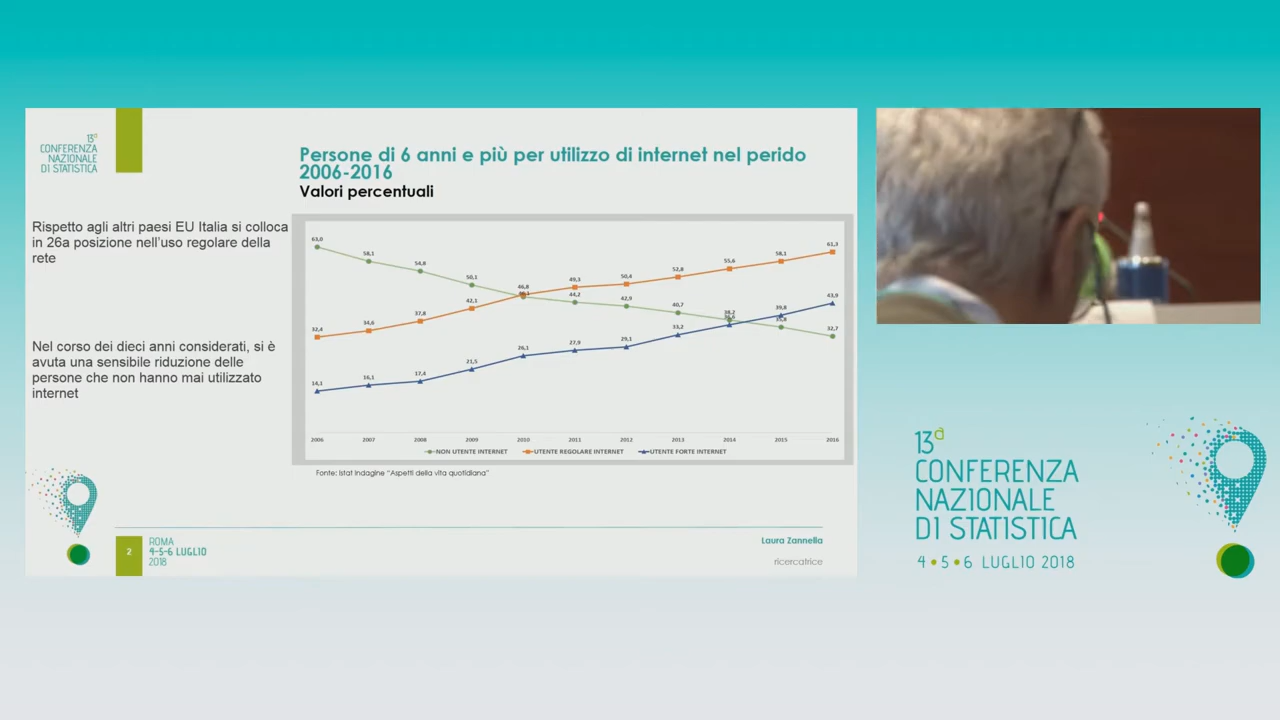 13a
CONFERENZA
NAZIONALE
DI STATISTICA
Persone di 6 anni e più per utilizzo di internet nel perido
2006-2016
Valori percentuali
Rispetto agli altri paesi EU Italia si colloca
in 26a posizione nell'uso regolare della
rete
Nel corso dei dieci anni considerati, si è
avuta una sensibile riduzione delle
persone che non hanno mai utilizzato
internet
63,0 58,1 54,8 50,1 44,2 42,9 40,7 35,8 32,7
32,4 34,6 37,8 42,1 46,8 49,3 50,4 52,8 55,6 58,1 61,3
14,1 16,1 17,4 21,5 26,1 27,9 29,1 33,2 38,2 39,8 43,9
2006 2007 2008 2009 2010 2011 2012 2013 2014 2015 2016
NON UTENTE INTERNET UTENTE REGOLARE INTERNET UTENTE FORTE INTERNET
Fonte: Istat Indagine "Aspetti della vita quotidiana"
2
ROMA
4-5-6 LUGLIO
2018
Laura Zannella
ricercatrice
13a
CONFERENZA
NAZIONALE
DI STATISTICA
4•5•6 LUGLIO 2018